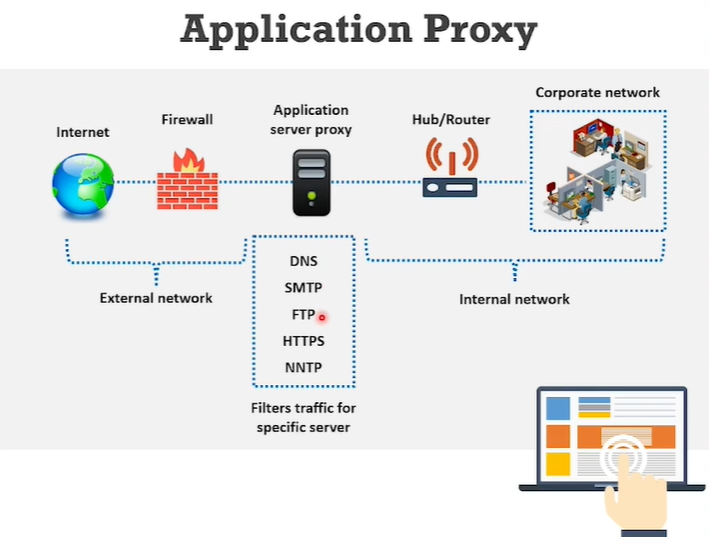 Application Proxy
Internet
Firewall
Application
server proxy
Hub/Router
Corporate network
External network
DNS
SMTP
FTP
HTTPS
NNTP
Filters traffic for
specific server
Internal network